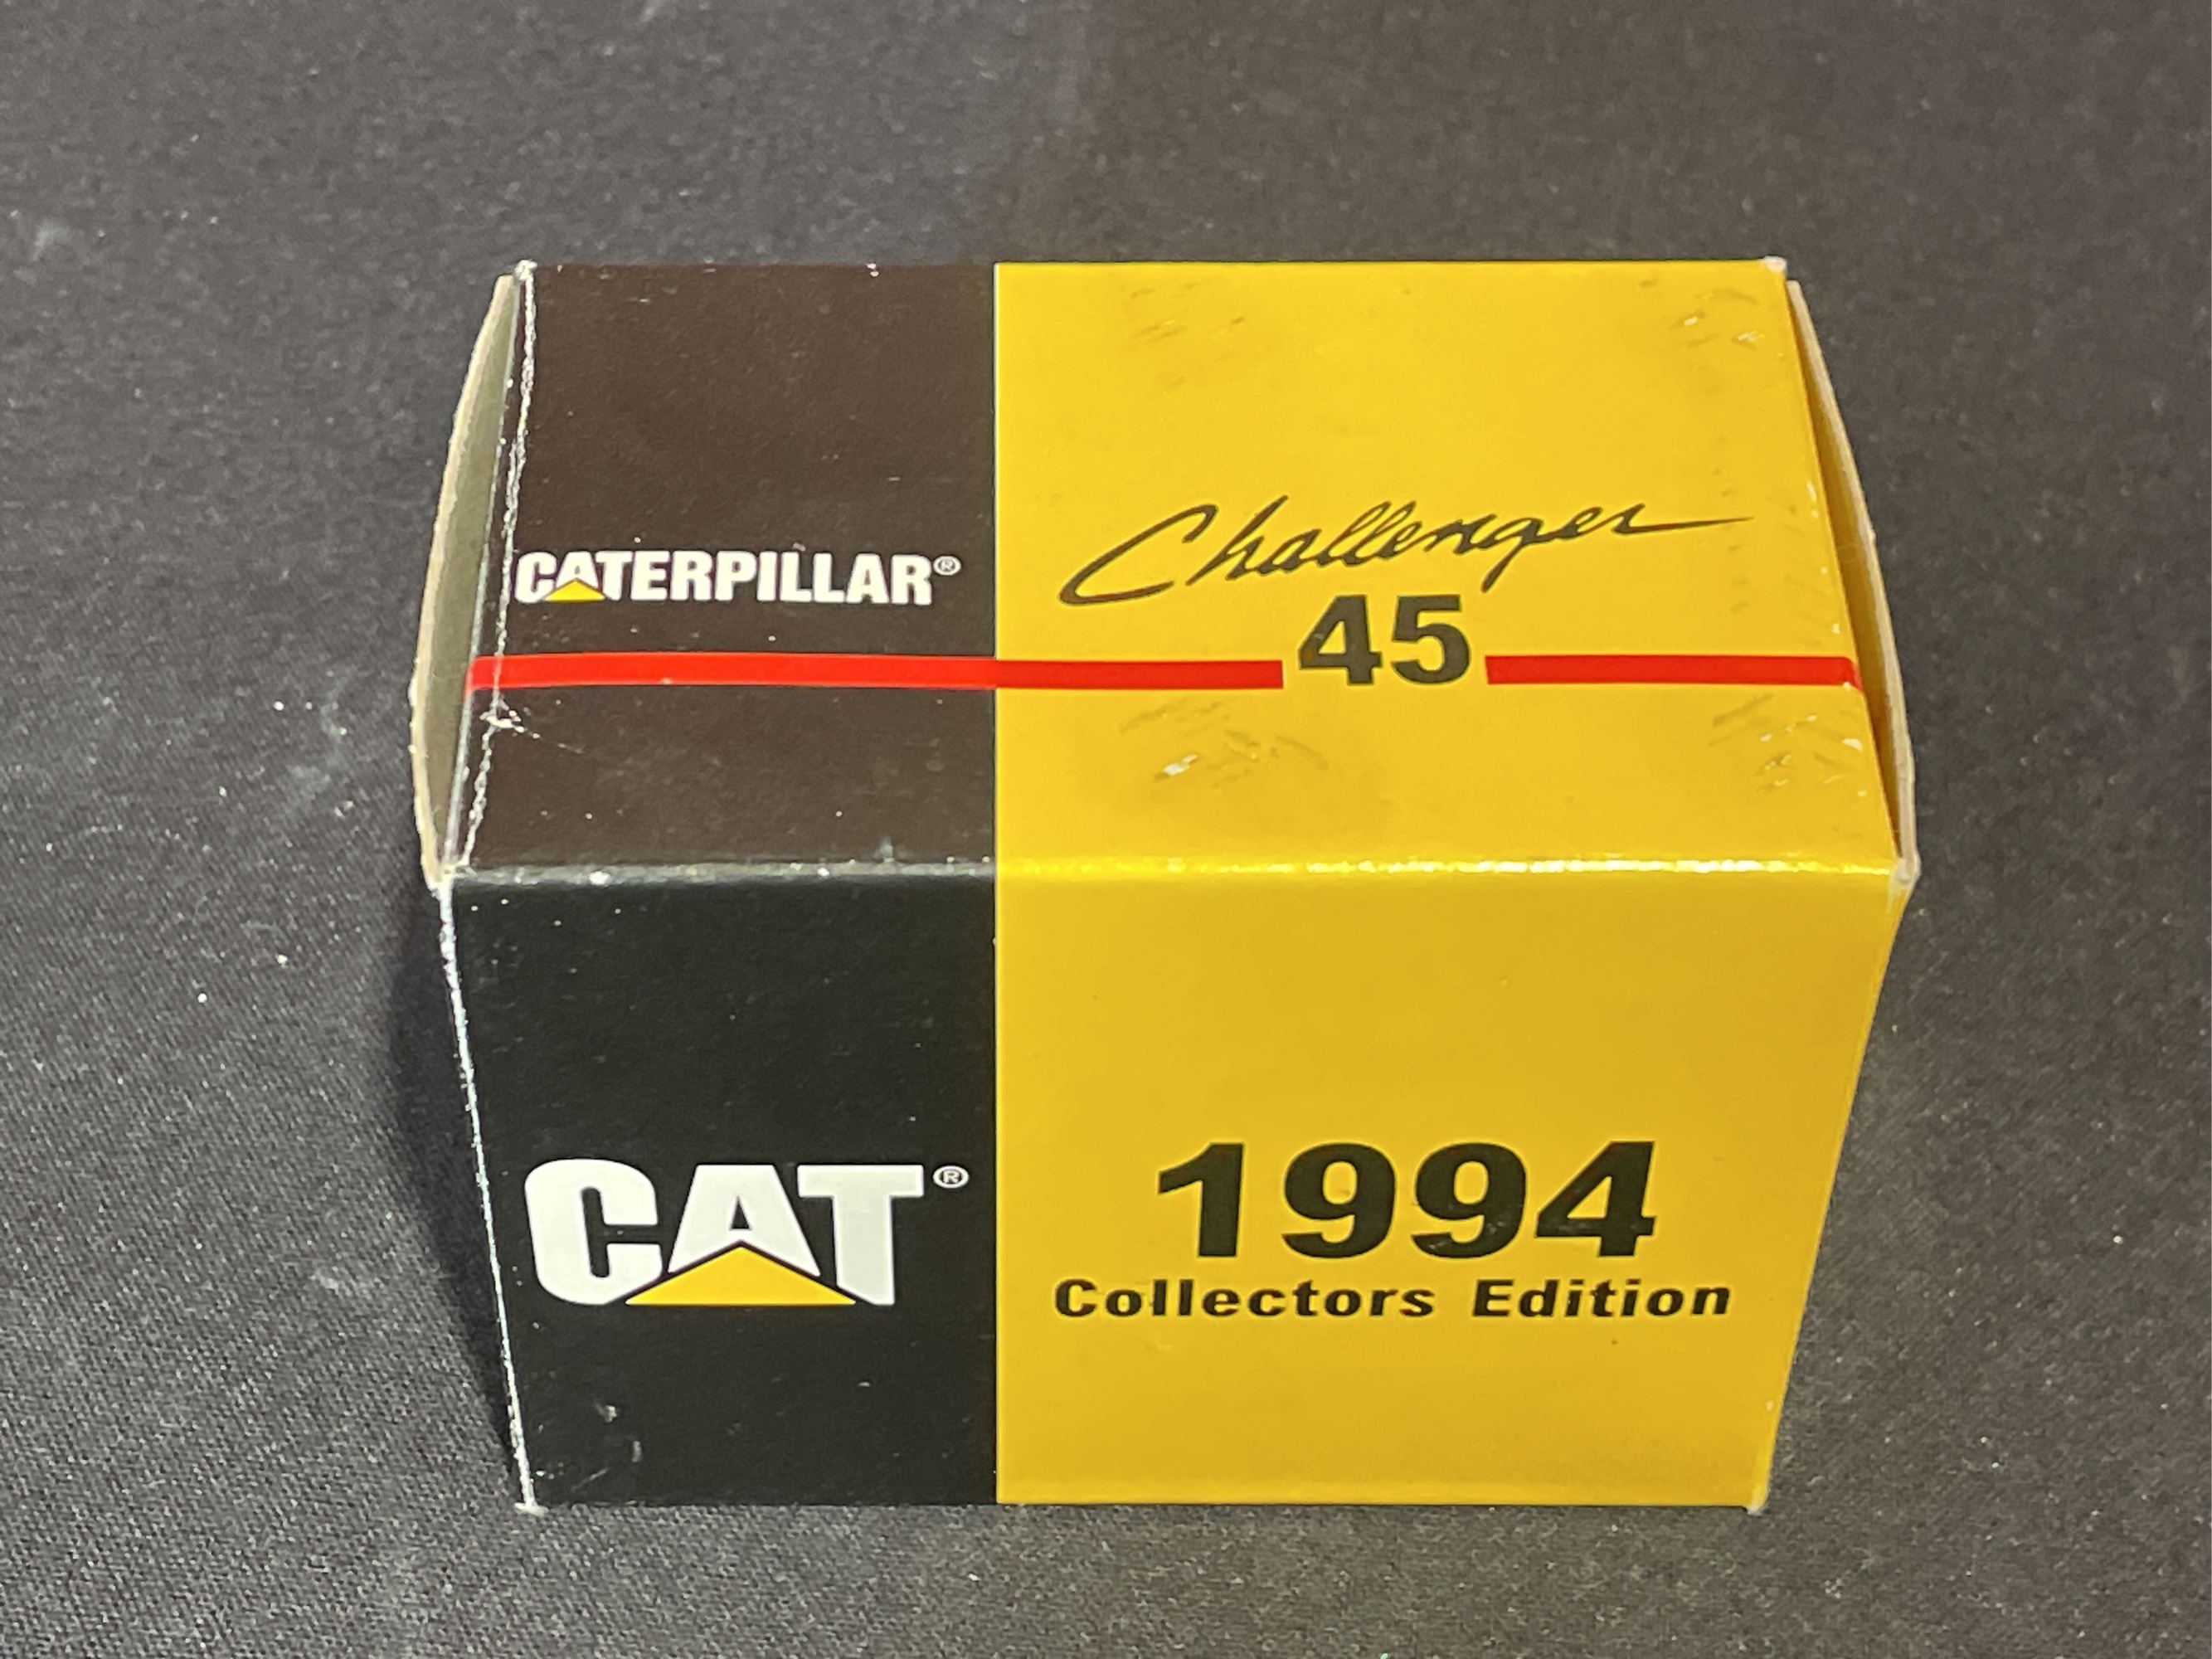 CATERPILLAR®
Challenger
45
CAT®
1994
Collectors Edition